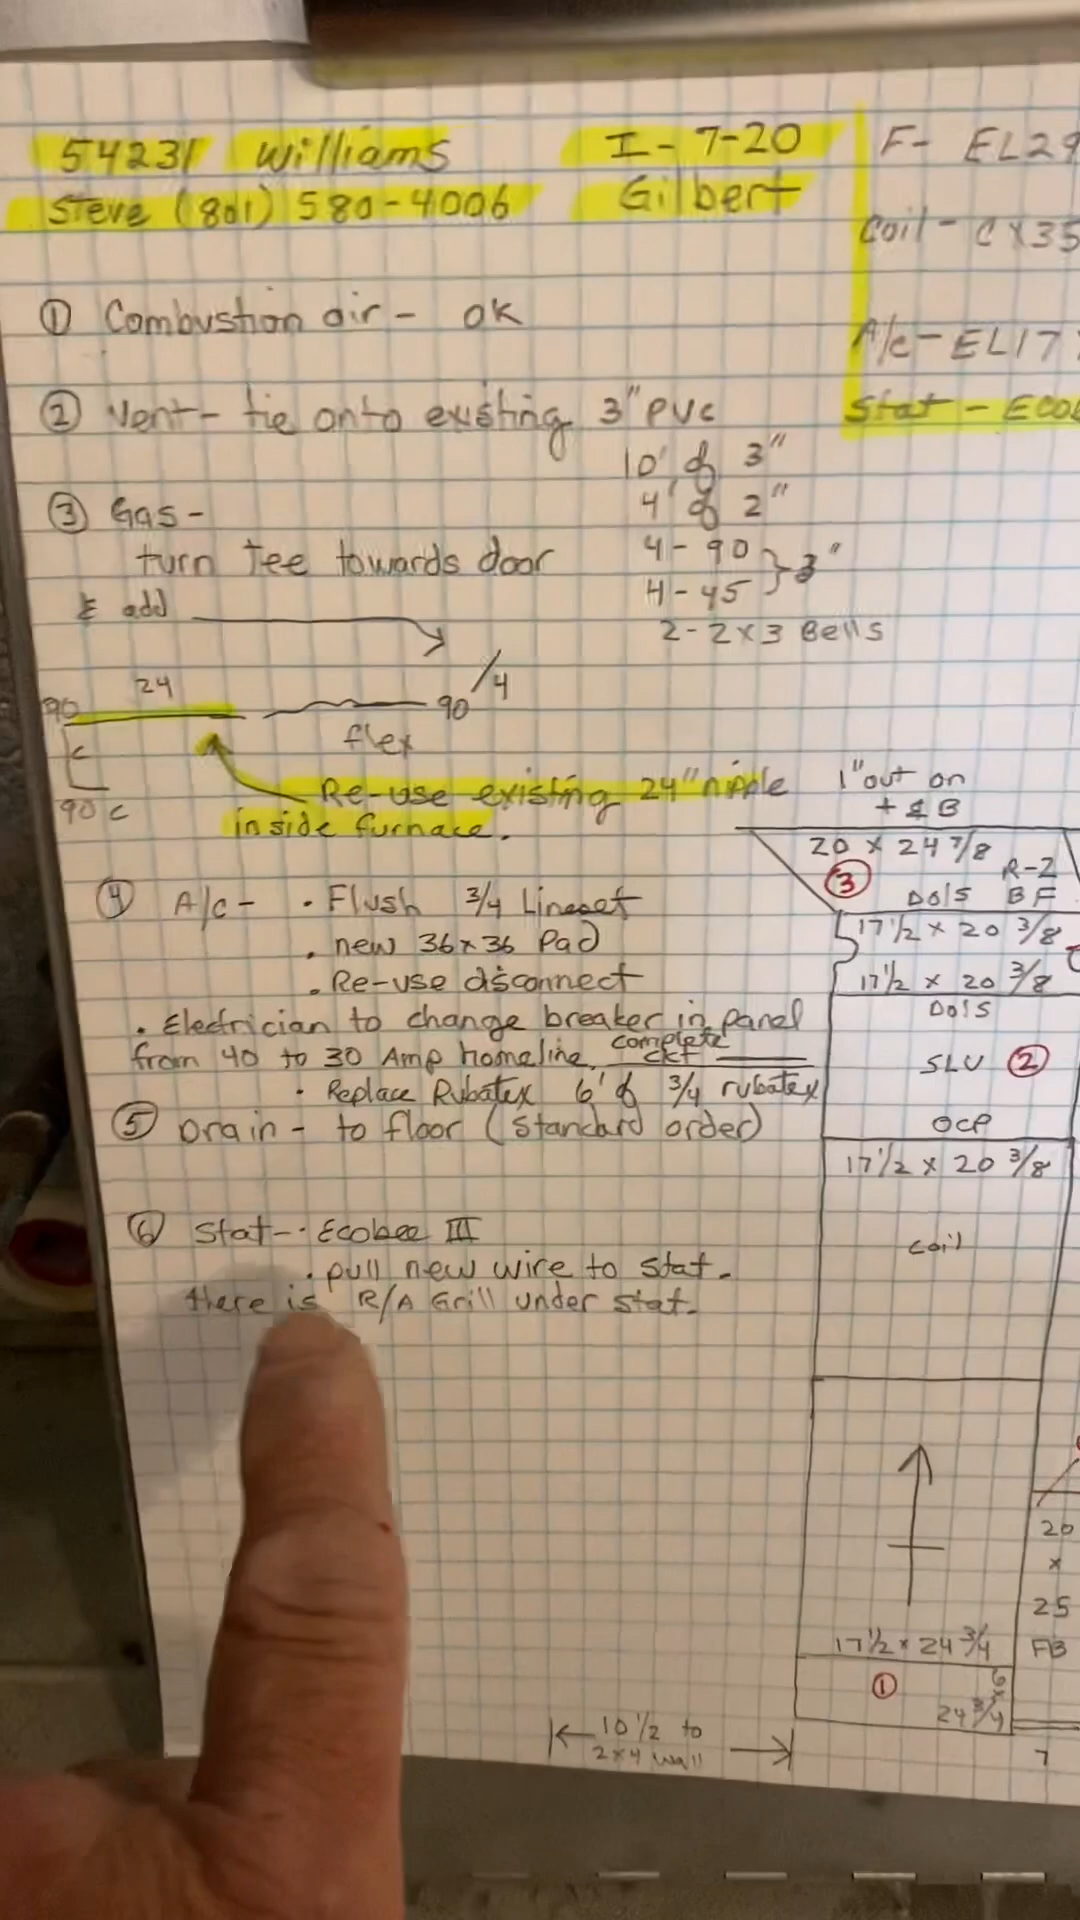 54231 Williams I- 7-20
Steve (801) 580-4006 Gilbert
F- EL29
Coil- CX35
A/c- EL17
Stat - Ecob
① Combustion air - ok
② Vent- tie onto existing 3" PVC
10' of 3"
4' of 2"
4-90 } 3"
4-45
2-2x3 Bells
③ Gas-
turn Tee towards door
& add
90 24 flex 90 /4
c
90 c
Re-use existing 24" nipple
inside furnace.
④ A/c- • Flush 3/4 Lineset
• new 36x36 Pad
• Re-use disconnect
• Electrician to change breaker in panel
from 40 to 30 Amp homeline. complete ckt
• Replace Rubatex 6' of 3/4 rubatex
⑤ Drain- to floor (Standard order)
⑥ Stat- • Ecobee III
• pull new wire to stat.
there is R/A Grill under stat.
1" out on
+ & B
20 x 24 7/8
③ R-2
DolS BF
17 1/2 x 20 3/8
17 1/2 x 20 3/8
DolS
SLV ②
OCP
17 1/2 x 20 3/8
coil
17 1/2 x 24 3/4
① 6
x
24 3/4
20
x
25
FB
7
10 1/2 to
2x4 wall